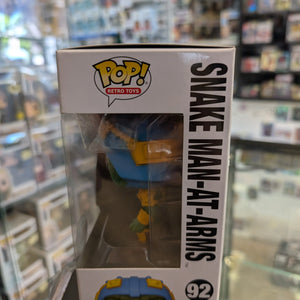 POP!
RETRO TOYS
SNAKE MAN-AT-ARMS
92